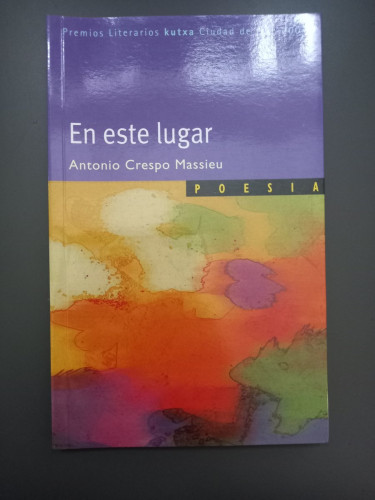 Premios Literarios kutxa Ciudad de
En este lugar
Antonio Crespo Massieu
POESIA